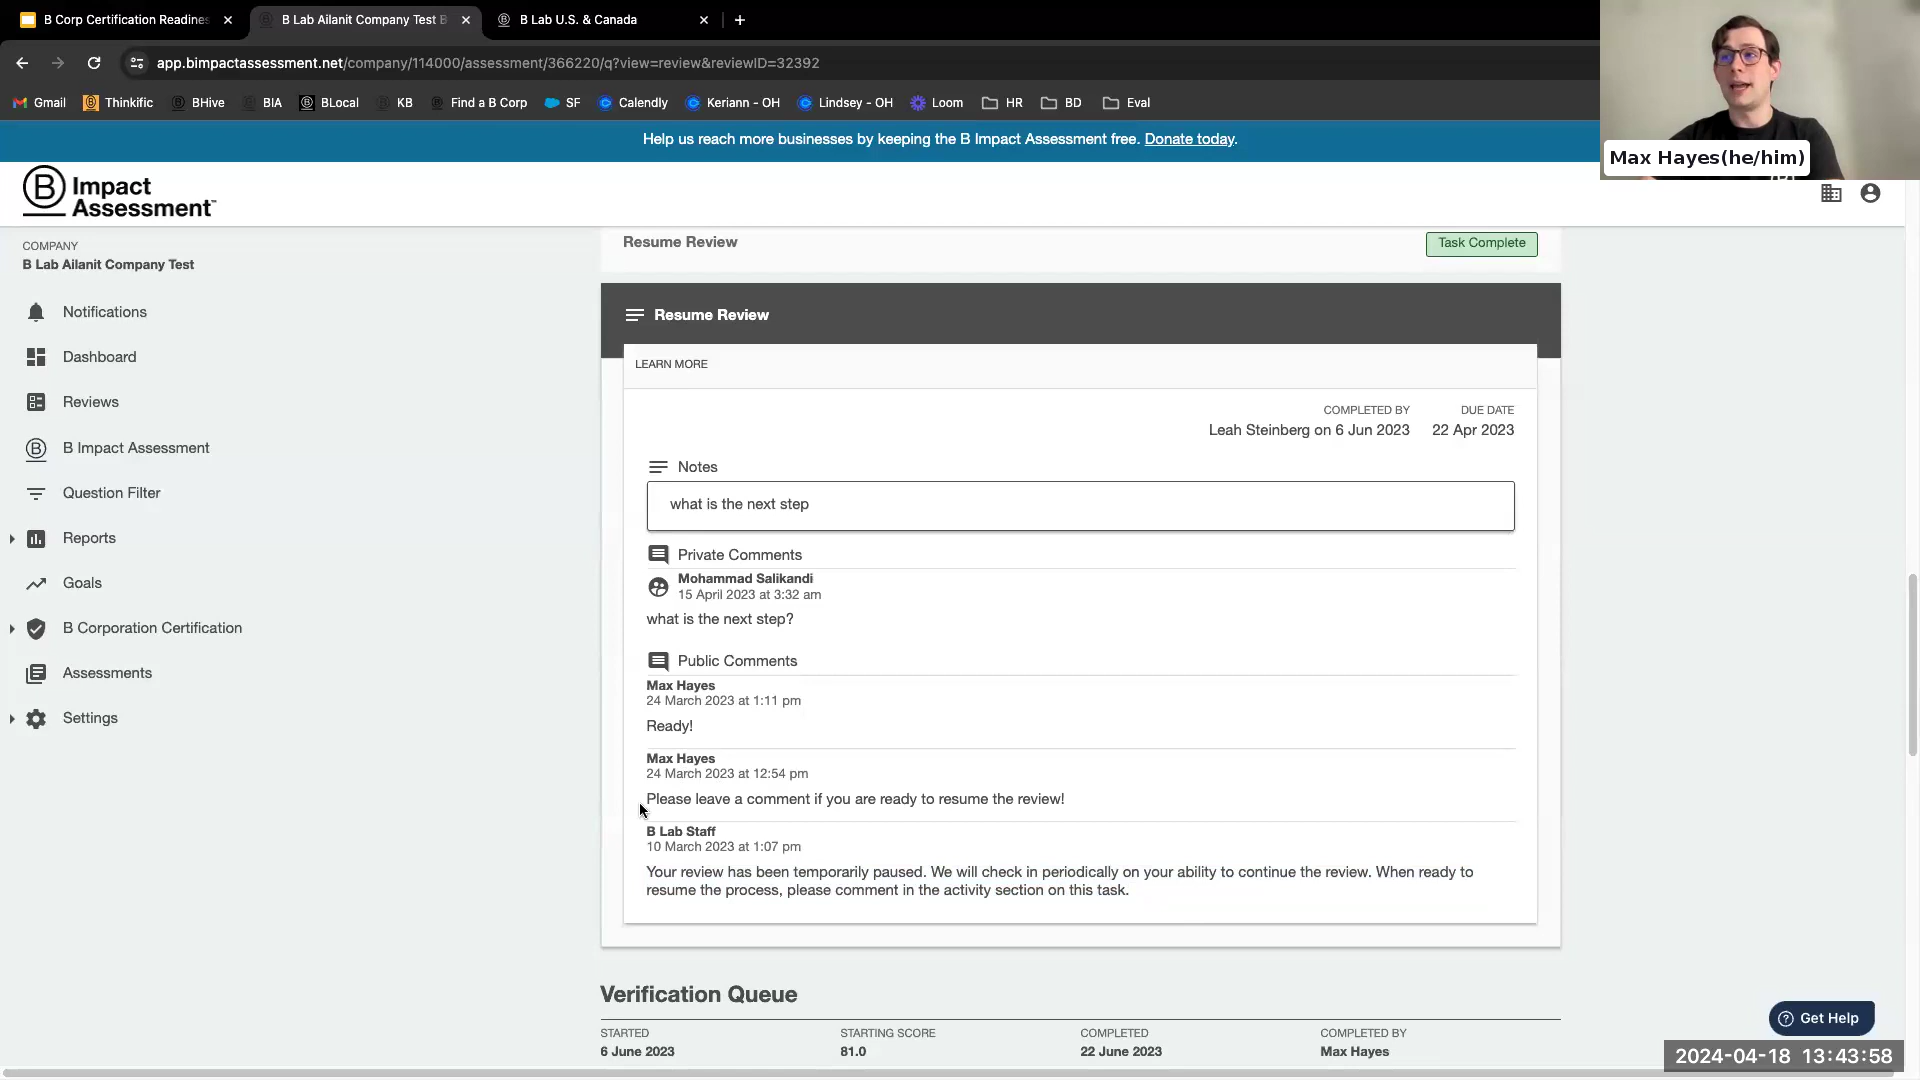 B Corp Certification Readines
B Lab Ailanit Company Test B
B Lab U.S. & Canada
app.bimpactassessment.net/company/114000/assessment/366220/q?view=review&reviewID=32392
Gmail
Thinkific
BHive
BIA
BLocal
KB
Find a B Corp
SF
Calendly
Keriann - OH
Lindsey - OH
Loom
HR
BD
Eval
Max Hayes(he/him)
Help us reach more businesses by keeping the B Impact Assessment free. Donate today.
B Impact
Assessment™
COMPANY
B Lab Ailanit Company Test
Notifications
Dashboard
Reviews
B Impact Assessment
Question Filter
Reports
Goals
B Corporation Certification
Assessments
Settings
Resume Review
Task Complete
Resume Review
LEARN MORE
COMPLETED BY
DUE DATE
Leah Steinberg on 6 Jun 2023
22 Apr 2023
Notes
what is the next step
Private Comments
Mohammad Salikandi
15 April 2023 at 3:32 am
what is the next step?
Public Comments
Max Hayes
24 March 2023 at 1:11 pm
Ready!
Max Hayes
24 March 2023 at 12:54 pm
Please leave a comment if you are ready to resume the review!
B Lab Staff
10 March 2023 at 1:07 pm
Your review has been temporarily paused. We will check in periodically on your ability to continue the review. When ready to
resume the process, please comment in the activity section on this task.
Verification Queue
STARTED
STARTING SCORE
COMPLETED
COMPLETED BY
6 June 2023
81.0
22 June 2023
Max Hayes
Get Help
2024-04-18 13:43:58